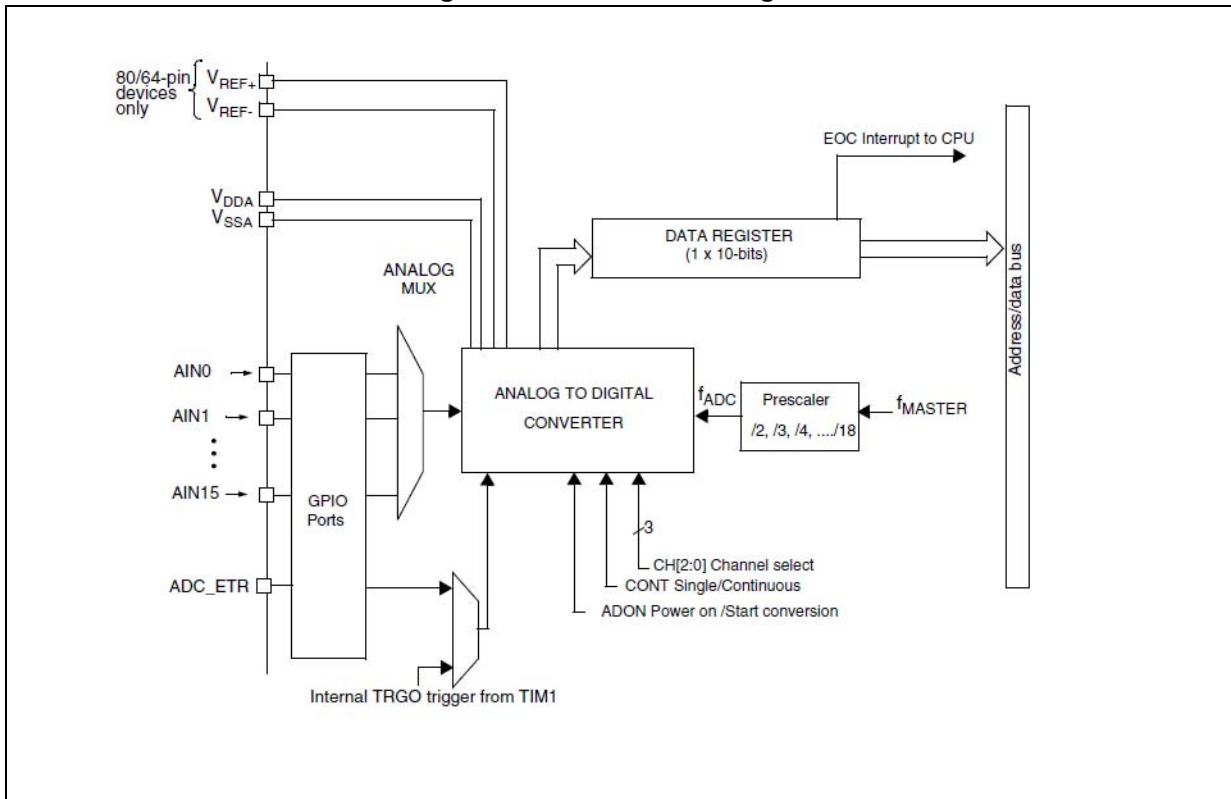 80/64-pin
devices
only
VREF+
VREF-
VDDA
VSSA
EOC Interrupt to CPU
DATA REGISTER
(1 x 10-bits)
ANALOG
MUX
Address/data bus
AIN0
AIN1
AIN15
ADC_ETR
GPIO
Ports
ANALOG TO DIGITAL
CONVERTER
fADC
Prescaler
/2, /3, /4, ..../18
fMASTER
3
CH[2:0] Channel select
CONT Single/Continuous
ADON Power on /Start conversion
Internal TRGO trigger from TIM1